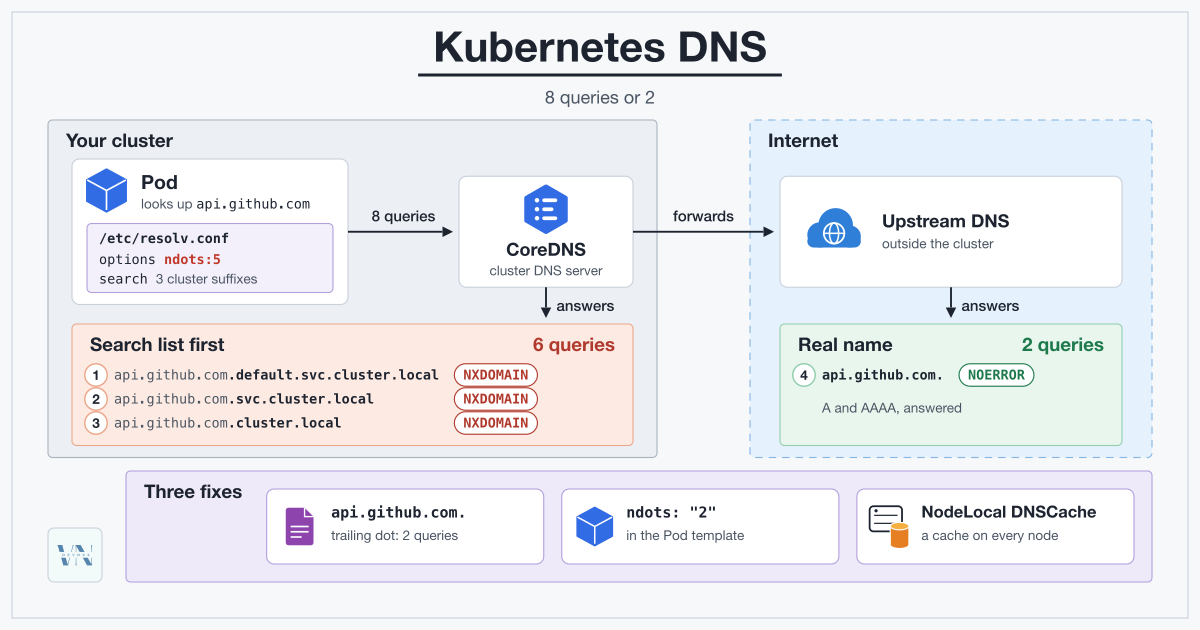 Kubernetes DNS
8 queries or 2
Your cluster
Pod
looks up api.github.com
/etc/resolv.conf
options ndots:5
search 3 cluster suffixes
8 queries
CoreDNS
cluster DNS server
forwards
answers
Search list first
6 queries
1 api.github.com.default.svc.cluster.local NXDOMAIN
2 api.github.com.svc.cluster.local NXDOMAIN
3 api.github.com.cluster.local NXDOMAIN
Internet
Upstream DNS
outside the cluster
answers
Real name
2 queries
4 api.github.com. NOERROR
A and AAAA, answered
Three fixes
api.github.com.
trailing dot: 2 queries
ndots: "2"
in the Pod template
NodeLocal DNSCache
a cache on every node
VN